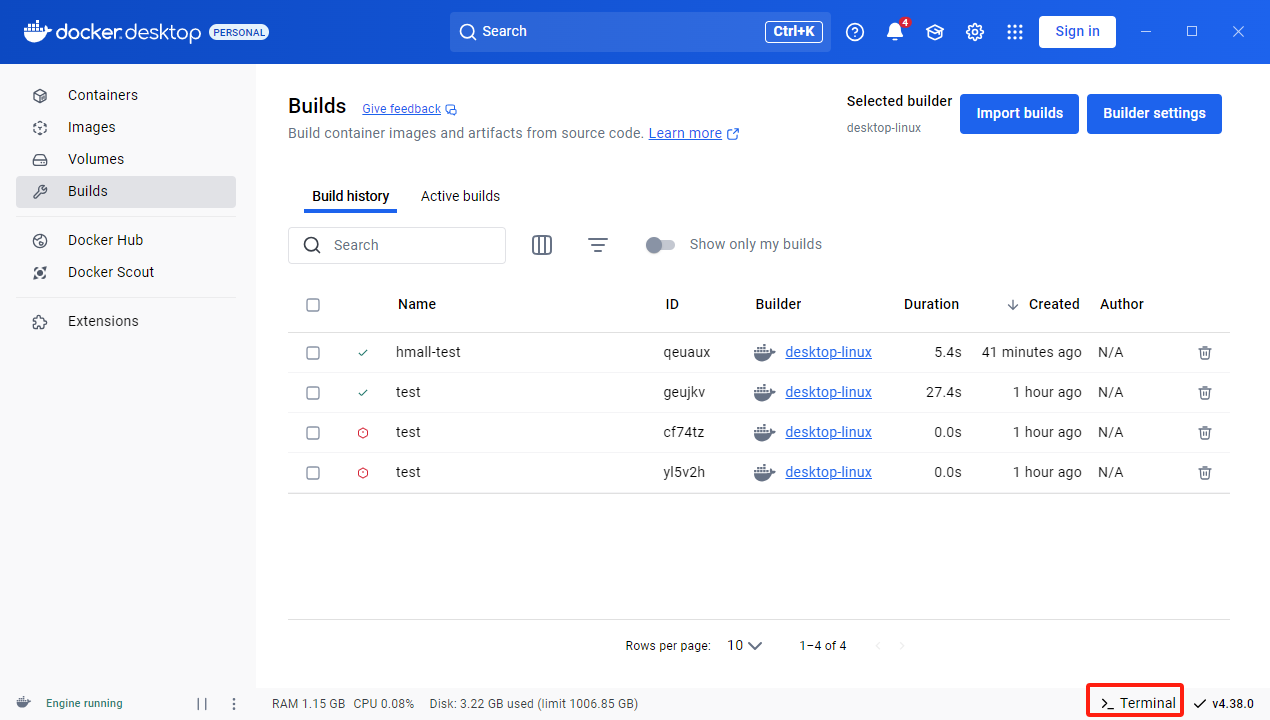 docker.desktop PERSONAL
Search Ctrl+K
4
Sign in
Containers
Images
Volumes
Builds
Docker Hub
Docker Scout
Extensions
Builds Give feedback
Build container images and artifacts from source code. Learn more
Selected builder
desktop-linux
Import builds
Builder settings
Build history Active builds
Search
Show only my builds
Name ID Builder Duration Created Author
hmall-test qeuaux desktop-linux 5.4s 41 minutes ago N/A
test geujkv desktop-linux 27.4s 1 hour ago N/A
test cf74tz desktop-linux 0.0s 1 hour ago N/A
test yl5v2h desktop-linux 0.0s 1 hour ago N/A
Rows per page: 10 1–4 of 4
Engine running
RAM 1.15 GB CPU 0.08% Disk: 3.22 GB used (limit 1006.85 GB)
Terminal
v4.38.0